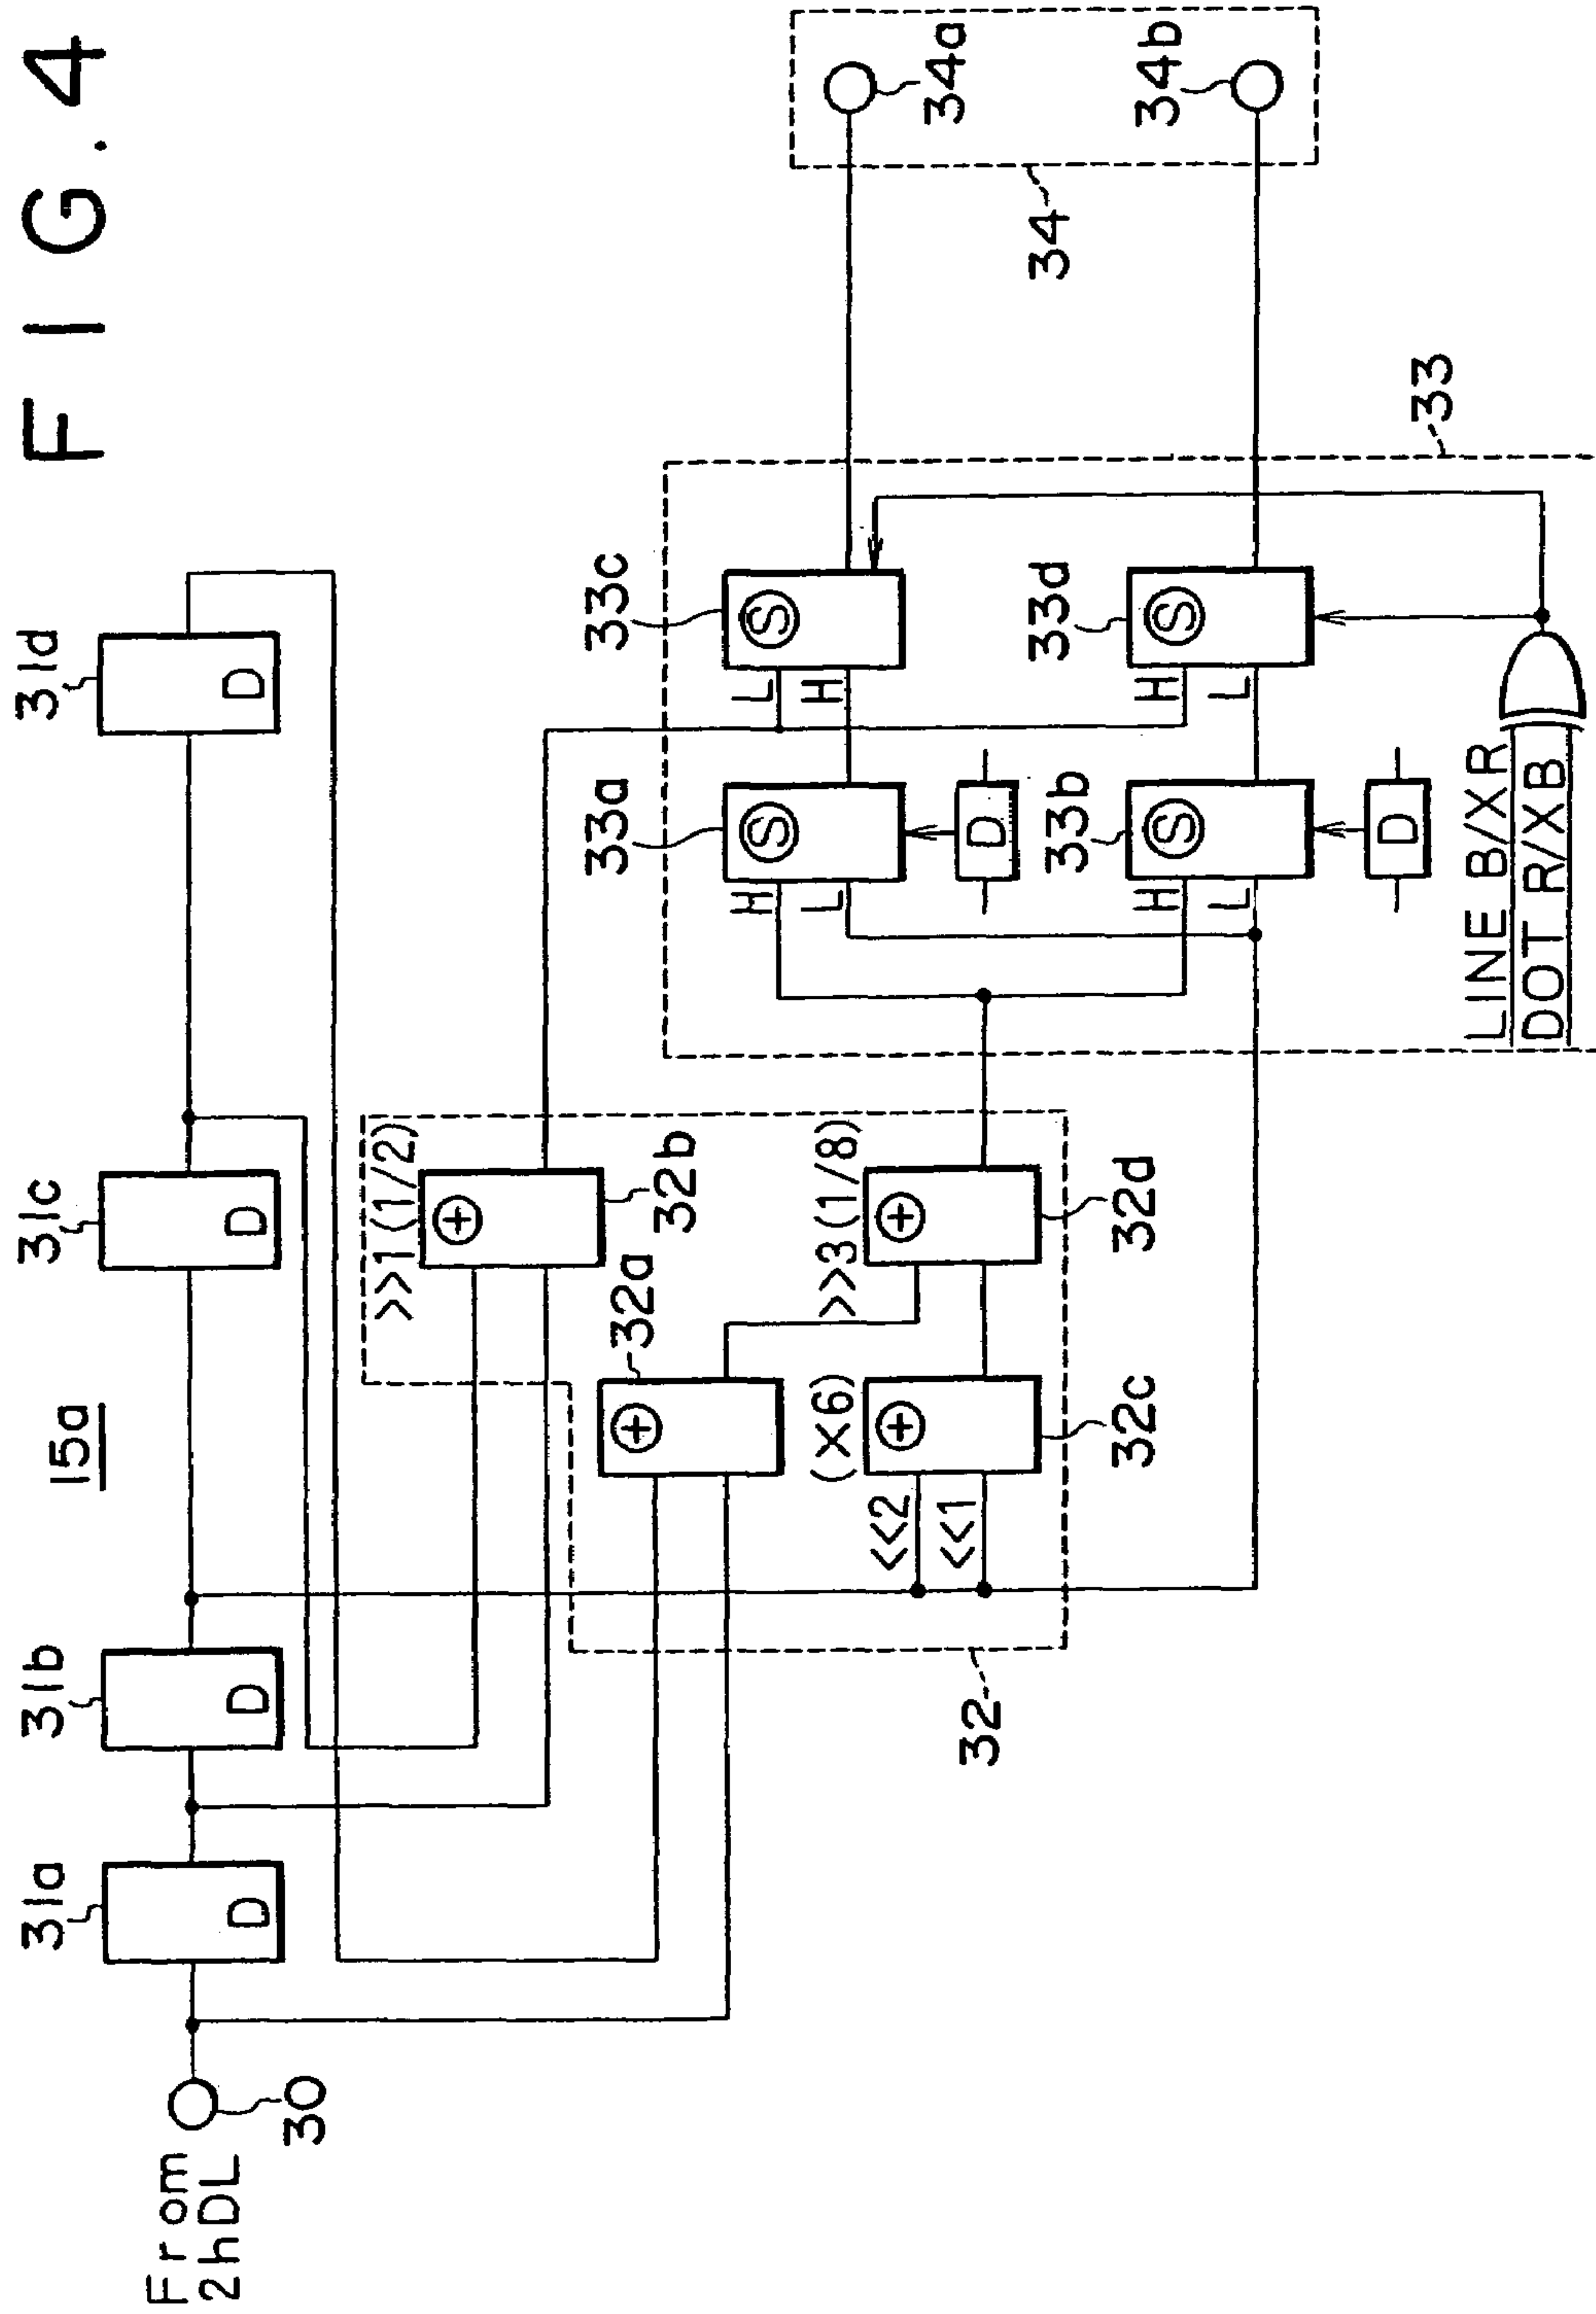 FIG.4
15a
31a
31b
31c
31d
D
D
D
D
From
2hDL
30
>>1(1/2)
32b
32a
>>3(1/8)
32d
(×6)
32c
<<2
<<1
32
33a
33c
H
L
L
H
S
S
D
33b
33d
H
L
H
L
S
S
D
LINE B/XR
DOT R/XB
33
34a
34b
34